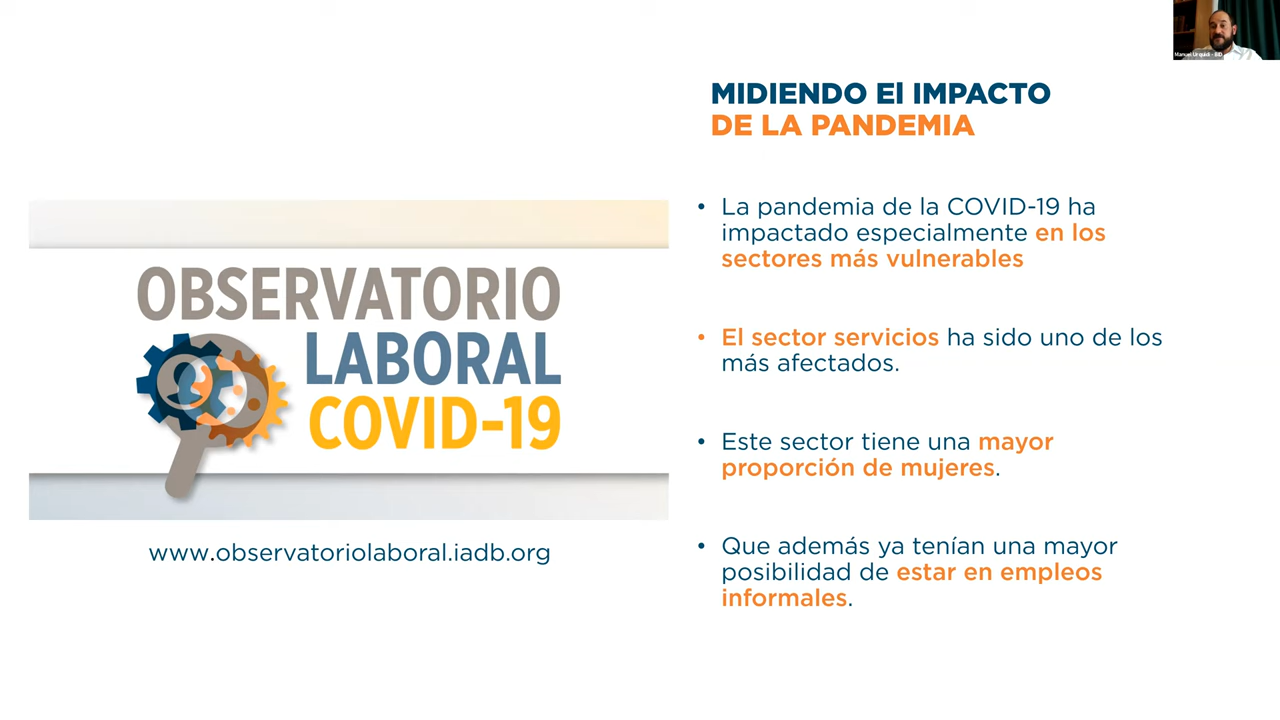 Manuel Urquidi - BID
MIDIENDO El IMPACTO
DE LA PANDEMIA
OBSERVATORIO
LABORAL
COVID-19
www.observatoriolaboral.iadb.org
• La pandemia de la COVID-19 ha
impactado especialmente en los
sectores más vulnerables
• El sector servicios ha sido uno de los
más afectados.
• Este sector tiene una mayor
proporción de mujeres.
• Que además ya tenían una mayor
posibilidad de estar en empleos
informales.